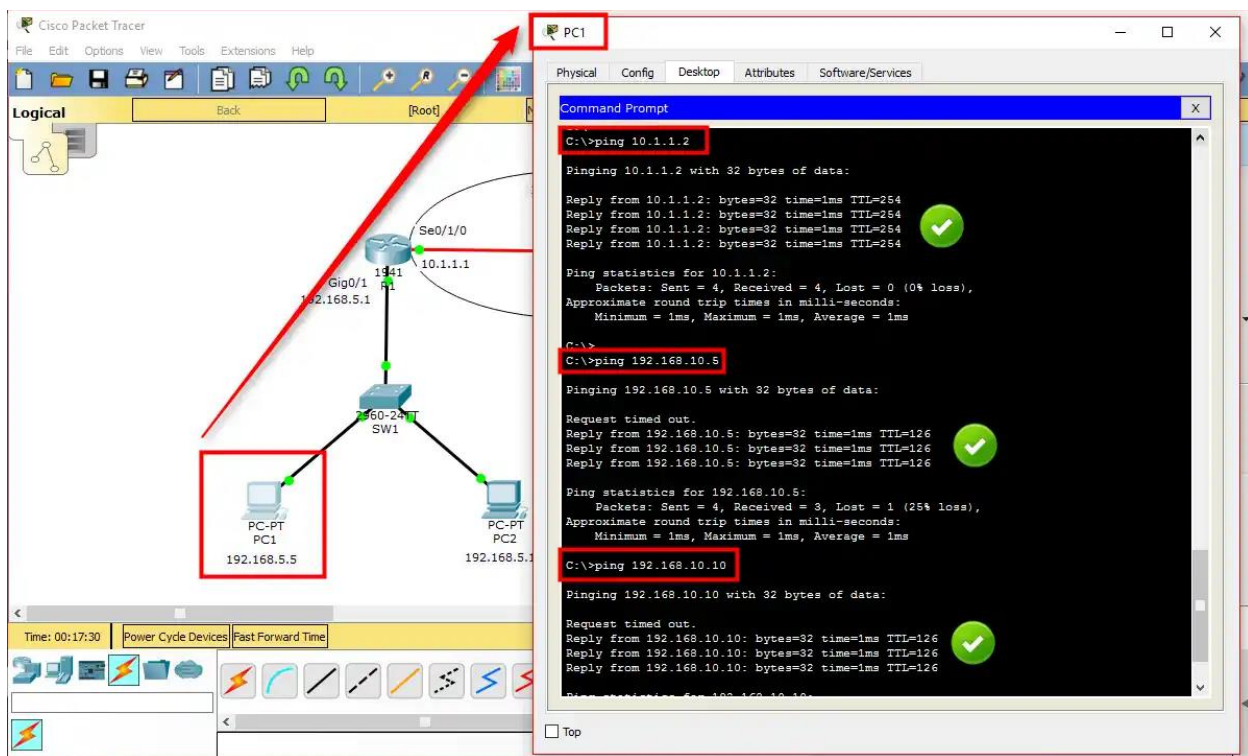 Cisco Packet Tracer
File Edit Options View Tools Extensions Help
Logical
Back
[Root]
Se0/1/0
10.1.1.1
1941
R1
Gig0/1
192.168.5.1
2960-24TT
SW1
PC-PT
PC1
192.168.5.5
PC-PT
PC2
Time: 00:17:30
Power Cycle Devices
Fast Forward Time
PC1
Physical Config Desktop Attributes Software/Services
Command Prompt
X
C:\>ping 10.1.1.2
Pinging 10.1.1.2 with 32 bytes of data:
Reply from 10.1.1.2: bytes=32 time=1ms TTL=254
Reply from 10.1.1.2: bytes=32 time=1ms TTL=254
Reply from 10.1.1.2: bytes=32 time=1ms TTL=254
Reply from 10.1.1.2: bytes=32 time=1ms TTL=254
Ping statistics for 10.1.1.2:
Packets: Sent = 4, Received = 4, Lost = 0 (0% loss),
Approximate round trip times in milli-seconds:
Minimum = 1ms, Maximum = 1ms, Average = 1ms
C:\>
C:\>ping 192.168.10.5
Pinging 192.168.10.5 with 32 bytes of data:
Request timed out.
Reply from 192.168.10.5: bytes=32 time=1ms TTL=126
Reply from 192.168.10.5: bytes=32 time=1ms TTL=126
Reply from 192.168.10.5: bytes=32 time=1ms TTL=126
Ping statistics for 192.168.10.5:
Packets: Sent = 4, Received = 3, Lost = 1 (25% loss),
Approximate round trip times in milli-seconds:
Minimum = 1ms, Maximum = 1ms, Average = 1ms
C:\>ping 192.168.10.10
Pinging 192.168.10.10 with 32 bytes of data:
Request timed out.
Reply from 192.168.10.10: bytes=32 time=1ms TTL=126
Reply from 192.168.10.10: bytes=32 time=1ms TTL=126
Reply from 192.168.10.10: bytes=32 time=1ms TTL=126
Ping statistics for 192.168.10.10:
Top